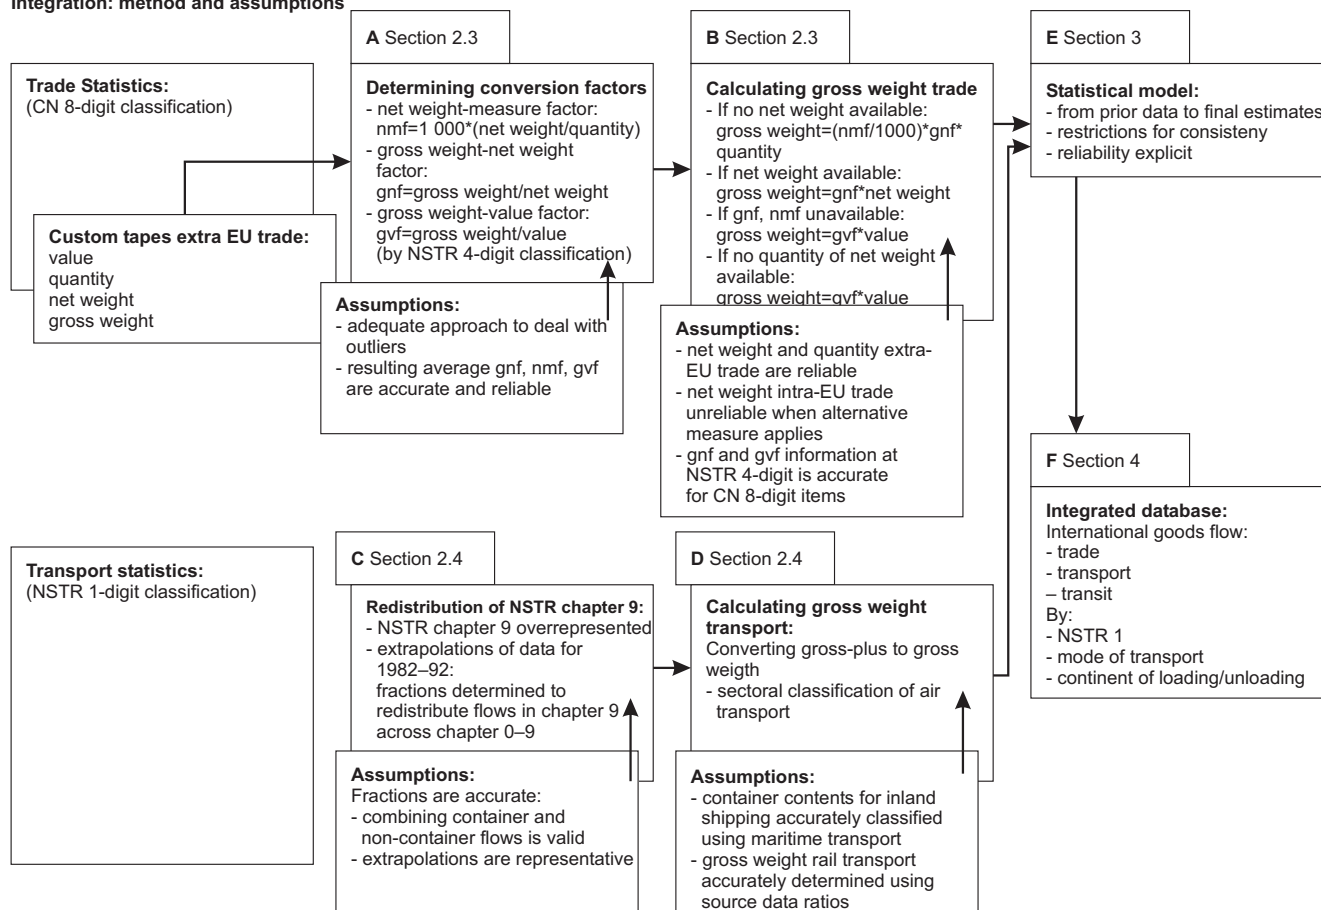 Integration: method and assumptions
Trade Statistics:
(CN 8-digit classification)
Custom tapes extra EU trade:
value
quantity
net weight
gross weight
A Section 2.3
Determining conversion factors
- net weight-measure factor:
nmf=1 000*(net weight/quantity)
- gross weight-net weight
factor:
gnf=gross weight/net weight
- gross weight-value factor:
gvf=gross weight/value
(by NSTR 4-digit classification)
Assumptions:
- adequate approach to deal with
outliers
- resulting average gnf, nmf, gvf
are accurate and reliable
B Section 2.3
Calculating gross weight trade
- If no net weight available:
gross weight=(nmf/1000)*gnf*
quantity
- If net weight available:
gross weight=gnf*net weight
- If gnf, nmf unavailable:
gross weight=gvf*value
- If no quantity of net weight
available:
gross weight=gvf*value
Assumptions:
- net weight and quantity extra-
EU trade are reliable
- net weight intra-EU trade
unreliable when alternative
measure applies
- gnf and gvf information at
NSTR 4-digit is accurate
for CN 8-digit items
E Section 3
Statistical model:
- from prior data to final estimates
- restrictions for consisteny
- reliability explicit
F Section 4
Integrated database:
International goods flow:
- trade
- transport
– transit
By:
- NSTR 1
- mode of transport
- continent of loading/unloading
Transport statistics:
(NSTR 1-digit classification)
C Section 2.4
Redistribution of NSTR chapter 9:
- NSTR chapter 9 overrepresented
- extrapolations of data for
1982–92:
fractions determined to
redistribute flows in chapter 9
across chapter 0–9
Assumptions:
Fractions are accurate:
- combining container and
non-container flows is valid
- extrapolations are representative
D Section 2.4
Calculating gross weight
transport:
Converting gross-plus to gross
weigth
- sectoral classification of air
transport
Assumptions:
- container contents for inland
shipping accurately classified
using maritime transport
- gross weight rail transport
accurately determined using
source data ratios